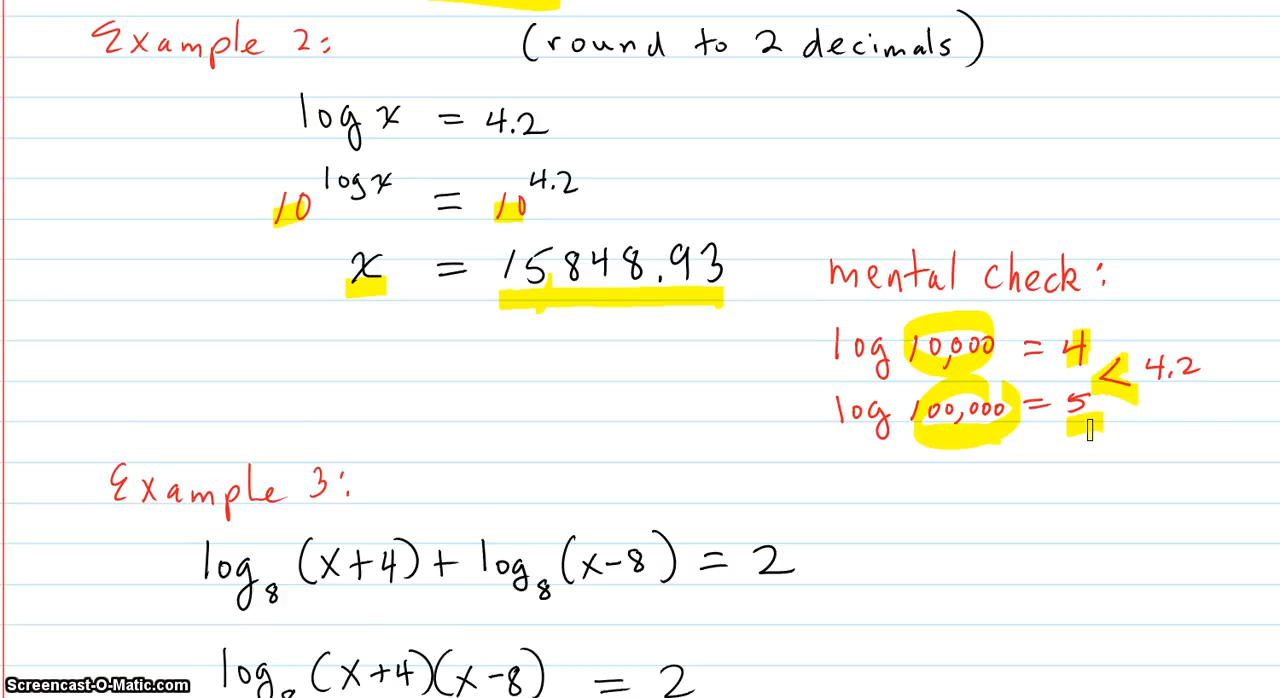 Example 2: (round to 2 decimals)
log x = 4.2
10^(log x) = 10^(4.2)
x = 15,848.93
mental check:
log 10,000 = 4
< 4.2
log 100,000 = 5
Example 3:
log₈ (x+4) + log₈ (x-8) = 2
log₈ (x+4)(x-8) = 2
Screencast-O-Matic.com